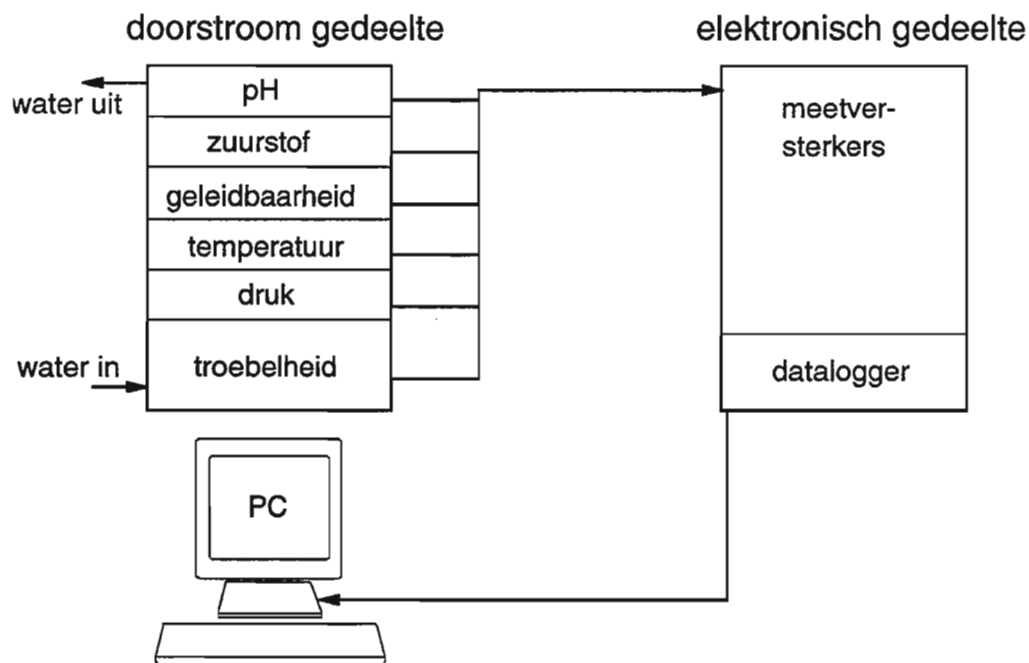 doorstroom gedeelte
elektronisch gedeelte
water uit
pH
zuurstof
geleidbaarheid
temperatuur
druk
water in
troebelheid
meetver-
sterkers
datalogger
PC